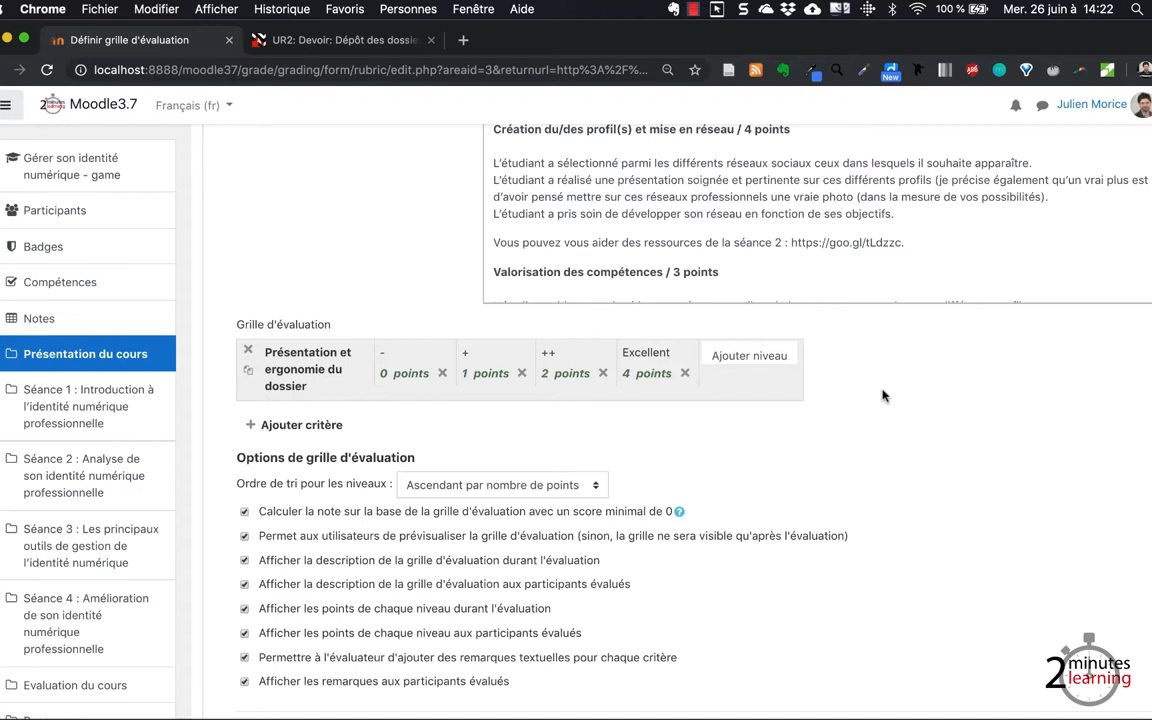 Chrome Fichier Modifier Afficher Historique Favoris Personnes Fenêtre Aide 100 % Mer. 26 juin à 14:22
Définir grille d'évaluation UR2: Devoir: Dépôt des dossie
localhost:8888/moodle37/grade/grading/form/rubric/edit.php?areaid=3&returnurl=http%3A%2F%...
New
2 minutes learning Moodle3.7 Français (fr) Julien Morice
Gérer son identité
numérique - game
Participants
Badges
Compétences
Notes
Présentation du cours
Séance 1 : Introduction à
l'identité numérique
professionnelle
Séance 2 : Analyse de
son identité numérique
professionnelle
Séance 3 : Les principaux
outils de gestion de
l'identité numérique
Séance 4 : Amélioration
de son identité
numérique
professionnelle
Evaluation du cours
Création du/des profil(s) et mise en réseau / 4 points
L'étudiant a sélectionné parmi les différents réseaux sociaux ceux dans lesquels il souhaite apparaître.
L'étudiant a réalisé une présentation soignée et pertinente sur ces différents profils (je précise également qu'un vrai plus est
d'avoir pensé mettre sur ces réseaux professionnels une vraie photo (dans la mesure de vos possibilités).
L'étudiant a pris soin de développer son réseau en fonction de ses objectifs.
Vous pouvez vous aider des ressources de la séance 2 : https://goo.gl/tLdzzc.
Valorisation des compétences / 3 points
Grille d'évaluation
Présentation et
ergonomie du
dossier
- + ++ Excellent Ajouter niveau
0 points 1 points 2 points 4 points
+ Ajouter critère
Options de grille d'évaluation
Ordre de tri pour les niveaux : Ascendant par nombre de points
Calculer la note sur la base de la grille d'évaluation avec un score minimal de 0
Permet aux utilisateurs de prévisualiser la grille d'évaluation (sinon, la grille ne sera visible qu'après l'évaluation)
Afficher la description de la grille d'évaluation durant l'évaluation
Afficher la description de la grille d'évaluation aux participants évalués
Afficher les points de chaque niveau durant l'évaluation
Afficher les points de chaque niveau aux participants évalués
Permettre à l'évaluateur d'ajouter des remarques textuelles pour chaque critère
Afficher les remarques aux participants évalués
2 minutes
learning